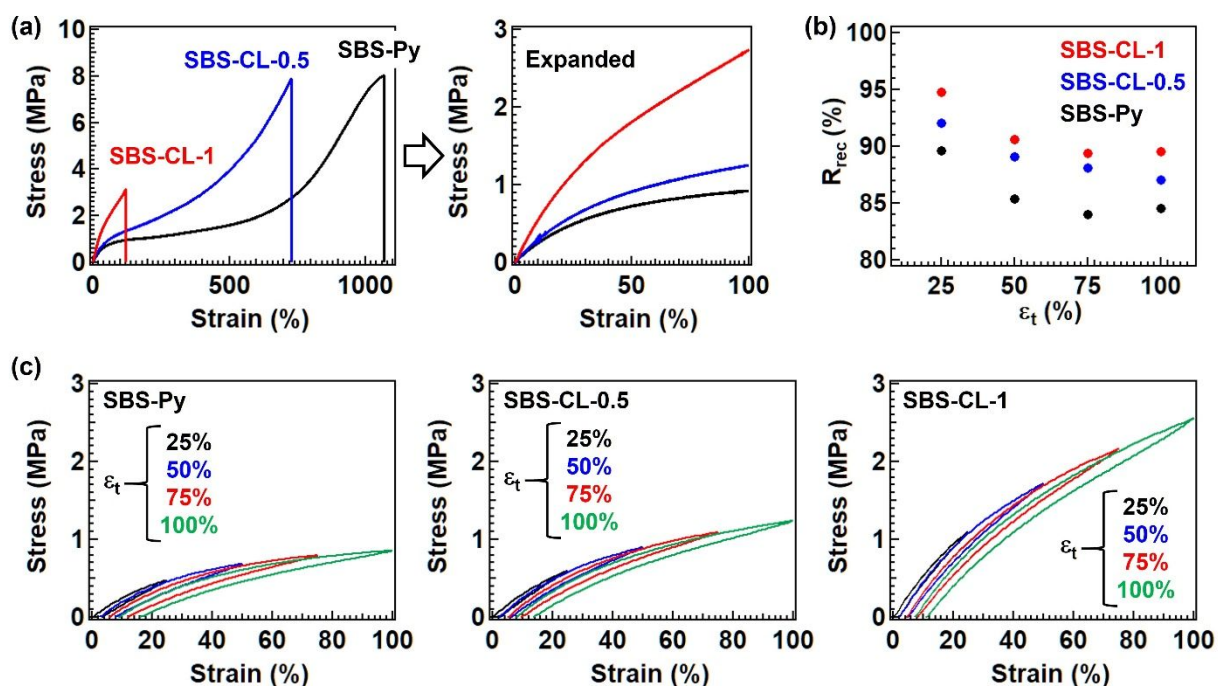 (a)
10
8
6
4
2
0
Stress (MPa)
SBS-CL-1
SBS-CL-0.5
SBS-Py
0 500 1000
Strain (%)
3
2
1
0
Stress (MPa)
Expanded
0 50 100
Strain (%)
(b)
100
95
90
85
80
Rrec (%)
SBS-CL-1
SBS-CL-0.5
SBS-Py
25 50 75 100
εt (%)
(c)
3
2
1
0
Stress (MPa)
SBS-Py
εt
25%
50%
75%
100%
0 20 40 60 80 100
Strain (%)
3
2
1
0
Stress (MPa)
SBS-CL-0.5
εt
25%
50%
75%
100%
0 20 40 60 80 100
Strain (%)
3
2
1
0
Stress (MPa)
SBS-CL-1
εt
25%
50%
75%
100%
0 20 40 60 80 100
Strain (%)